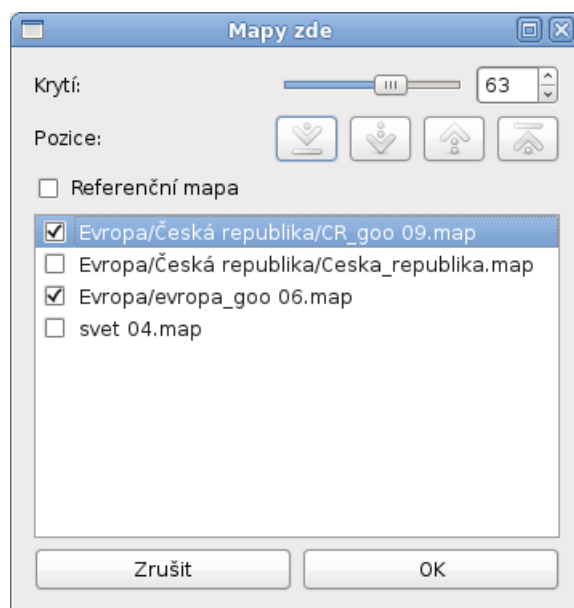 Mapy zde
Krytí: 63
Pozice:
Referenční mapa
Evropa/Česká republika/CR_goo 09.map
Evropa/Česká republika/Ceska_republika.map
Evropa/evropa_goo 06.map
svet 04.map
Zrušit OK